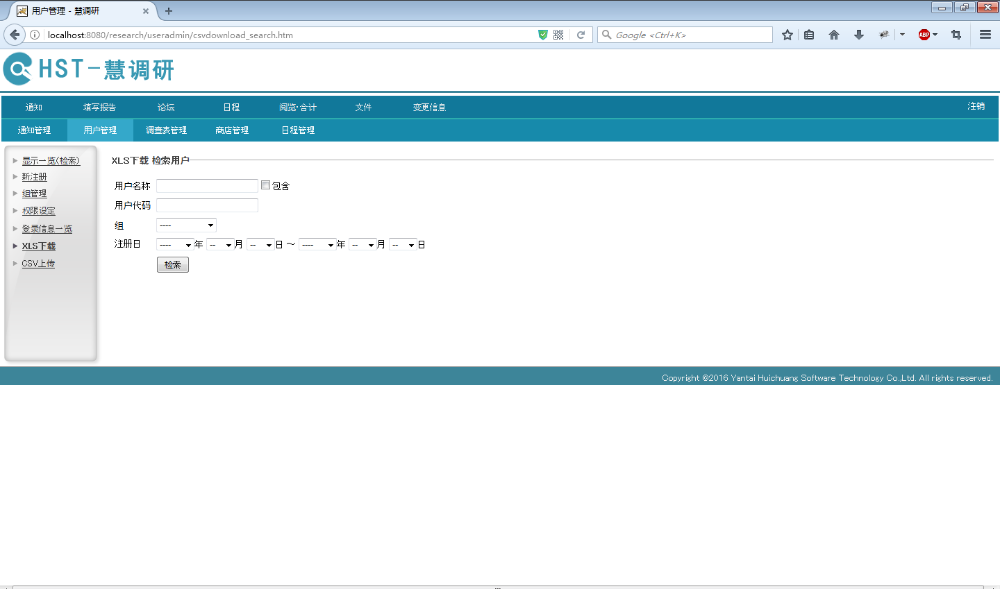 用户管理 - 慧调研
localhost:8080/research/useradmin/csvdownload_search.htm
Google <Ctrl+K>
ABP
HST-慧调研
通知 填写报告 论坛 日程 阅览·合计 文件 变更信息 注销
通知管理 用户管理 调查表管理 商店管理 日程管理
显示一览(检索)
新注册
组管理
权限设定
登录信息一览
XLS下载
CSV上传
XLS下载 检索用户
用户名称 包含
用户代码
组 ----
注册日 ---- 年 -- 月 -- 日 ～ ---- 年 -- 月 -- 日
检索
Copyright ©2016 Yantai Huichuang Software Technology Co.,Ltd. All rights reserved.